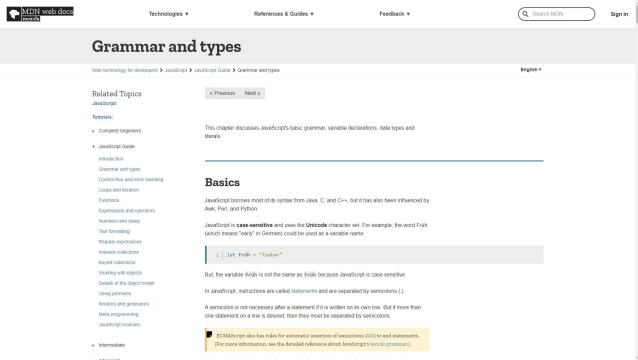 MDN web docs
mozilla
Technologies ▼
References & Guides ▼
Feedback ▼
Search MDN
Sign in
Grammar and types
Web technology for developers > JavaScript > JavaScript Guide > Grammar and types
English ▼
Related Topics
JavaScript
Tutorials:
Complete beginners
JavaScript Guide
Introduction
Grammar and types
Control flow and error handling
Loops and iteration
Functions
Expressions and operators
Numbers and dates
Text formatting
Regular expressions
Indexed collections
Keyed collections
Working with objects
Details of the object model
Using promises
Iterators and generators
Meta programming
JavaScript modules
Intermediate
« Previous
Next »
This chapter discusses JavaScript's basic grammar, variable declarations, data types and
literals.
Basics
JavaScript borrows most of its syntax from Java, C, and C++, but it has also been influenced by
Awk, Perl, and Python.
JavaScript is case-sensitive and uses the Unicode character set. For example, the word Früh
(which means "early" in German) could be used as a variable name.
1 let Früh = "foobar"
But, the variable früh is not the same as Früh because JavaScript is case sensitive.
In JavaScript, instructions are called statements and are separated by semicolons (;).
A semicolon is not necessary after a statement if it is written on its own line. But if more than
one statement on a line is desired, then they must be separated by semicolons.
ECMAScript also has rules for automatic insertion of semicolons (ASI) to end statements.
(For more information, see the detailed reference about JavaScript's lexical grammar.)